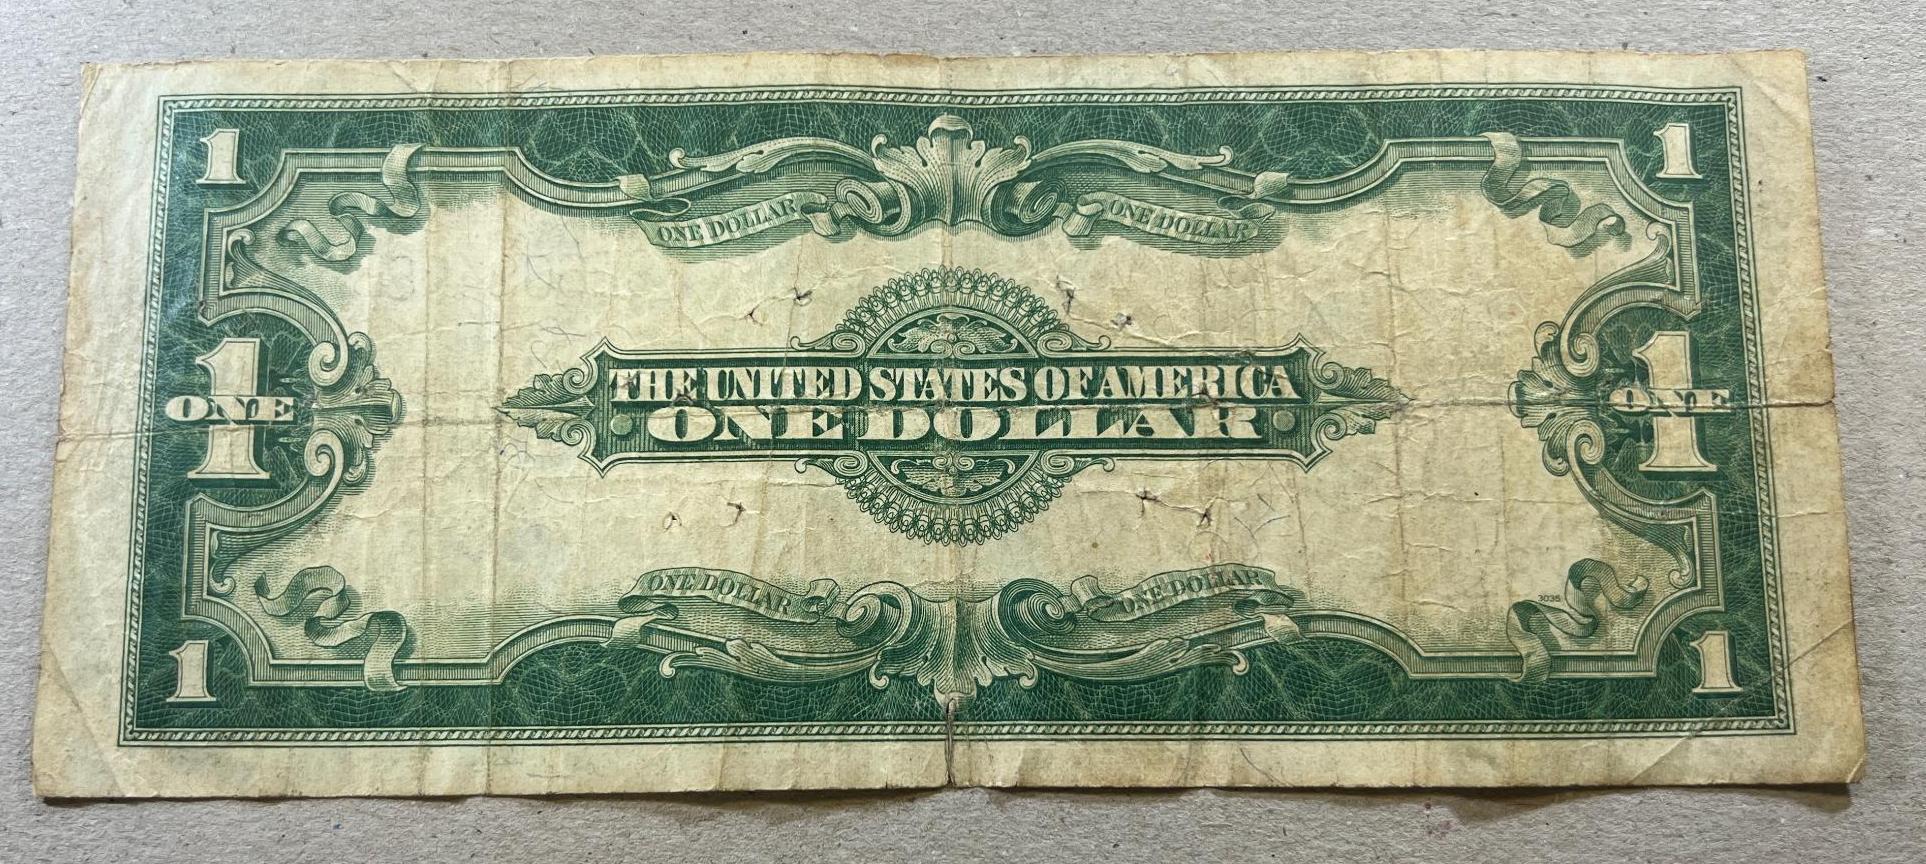 1 1
ONE DOLLAR ONE DOLLAR
THE UNITED STATES OF AMERICA
1 ONE ONE DOLLAR 1 ONE
ONE DOLLAR ONE DOLLAR
3035
1 1